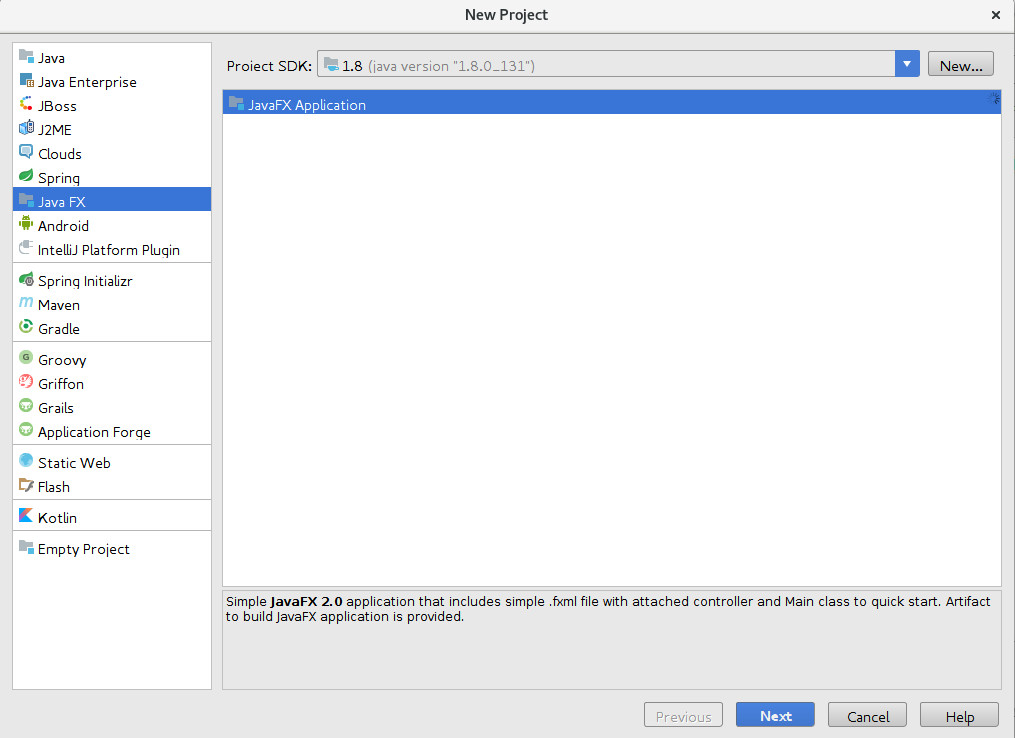 New Project
Java
Java Enterprise
JBoss
J2ME
Clouds
Spring
Java FX
Android
IntelliJ Platform Plugin
Spring Initializr
Maven
Gradle
Groovy
Griffon
Grails
Application Forge
Static Web
Flash
Kotlin
Empty Project
Project SDK: 1.8 (java version "1.8.0_131") New...
JavaFX Application
Simple JavaFX 2.0 application that includes simple .fxml file with attached controller and Main class to quick start. Artifact
to build JavaFX application is provided.
Previous Next Cancel Help